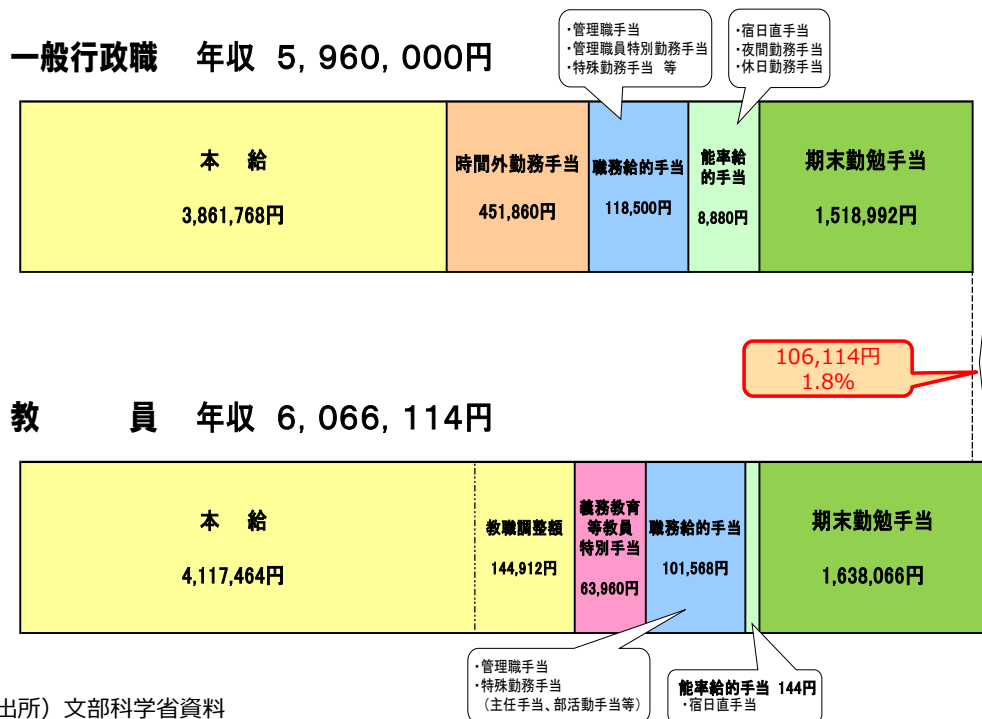 一般行政職 年収 5,960,000円
・管理職手当
・管理職員特別勤務手当
・特殊勤務手当 等
・宿日直手当
・夜間勤務手当
・休日勤務手当
本 給
3,861,768円
時間外勤務手当
451,860円
職務給的手当
118,500円
能率給
的手当
8,880円
期末勤勉手当
1,518,992円
106,114円
1.8%
教 員 年収 6,066,114円
本 給
4,117,464円
教職調整額
144,912円
義務教育
等教員
特別手当
63,960円
職務給的手当
101,568円
期末勤勉手当
1,638,066円
・管理職手当
・特殊勤務手当
(主任手当、部活動手当等)
能率給的手当 144円
・宿日直手当
出所）文部科学省資料